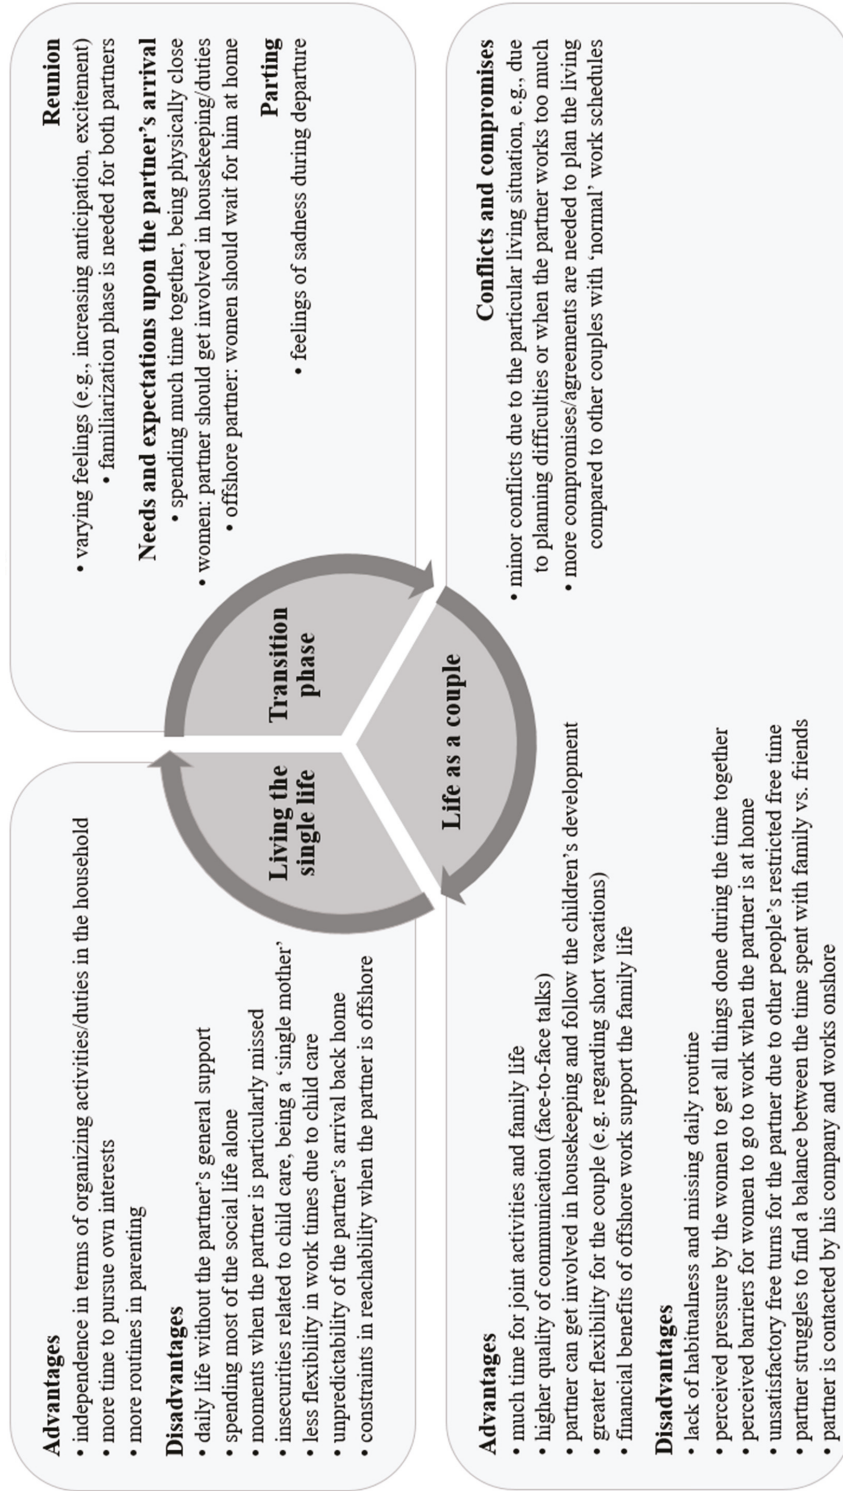 Advantages
• independence in terms of organizing activities/duties in the household
• more time to pursue own interests
• more routines in parenting
Disadvantages
• daily life without the partner’s general support
• spending most of the social life alone
• moments when the partner is particularly missed
• insecurities related to child care, being a ‘single mother’
• less flexibility in work times due to child care
• unpredictability of the partner’s arrival back home
• constraints in reachability when the partner is offshore
Living the
single life
Transition
phase
Life as a couple
Reunion
• varying feelings (e.g., increasing anticipation, excitement)
• familiarization phase is needed for both partners
Needs and expectations upon the partner’s arrival
• spending much time together, being physically close
• women: partner should get involved in housekeeping/duties
• offshore partner: women should wait for him at home
Parting
• feelings of sadness during departure
Advantages
• much time for joint activities and family life
• higher quality of communication (face-to-face talks)
• partner can get involved in housekeeping and follow the children’s development
• greater flexibility for the couple (e.g. regarding short vacations)
• financial benefits of offshore work support the family life
Disadvantages
• lack of habitualness and missing daily routine
• perceived pressure by the women to get all things done during the time together
• perceived barriers for women to go to work when the partner is at home
• unsatisfactory free turns for the partner due to other people’s restricted free time
• partner struggles to find a balance between the time spent with family vs. friends
• partner is contacted by his company and works onshore
Conflicts and compromises
• minor conflicts due to the particular living situation, e.g., due
to planning difficulties or when the partner works too much
• more compromises/agreements are needed to plan the living
compared to other couples with ‘normal’ work schedules